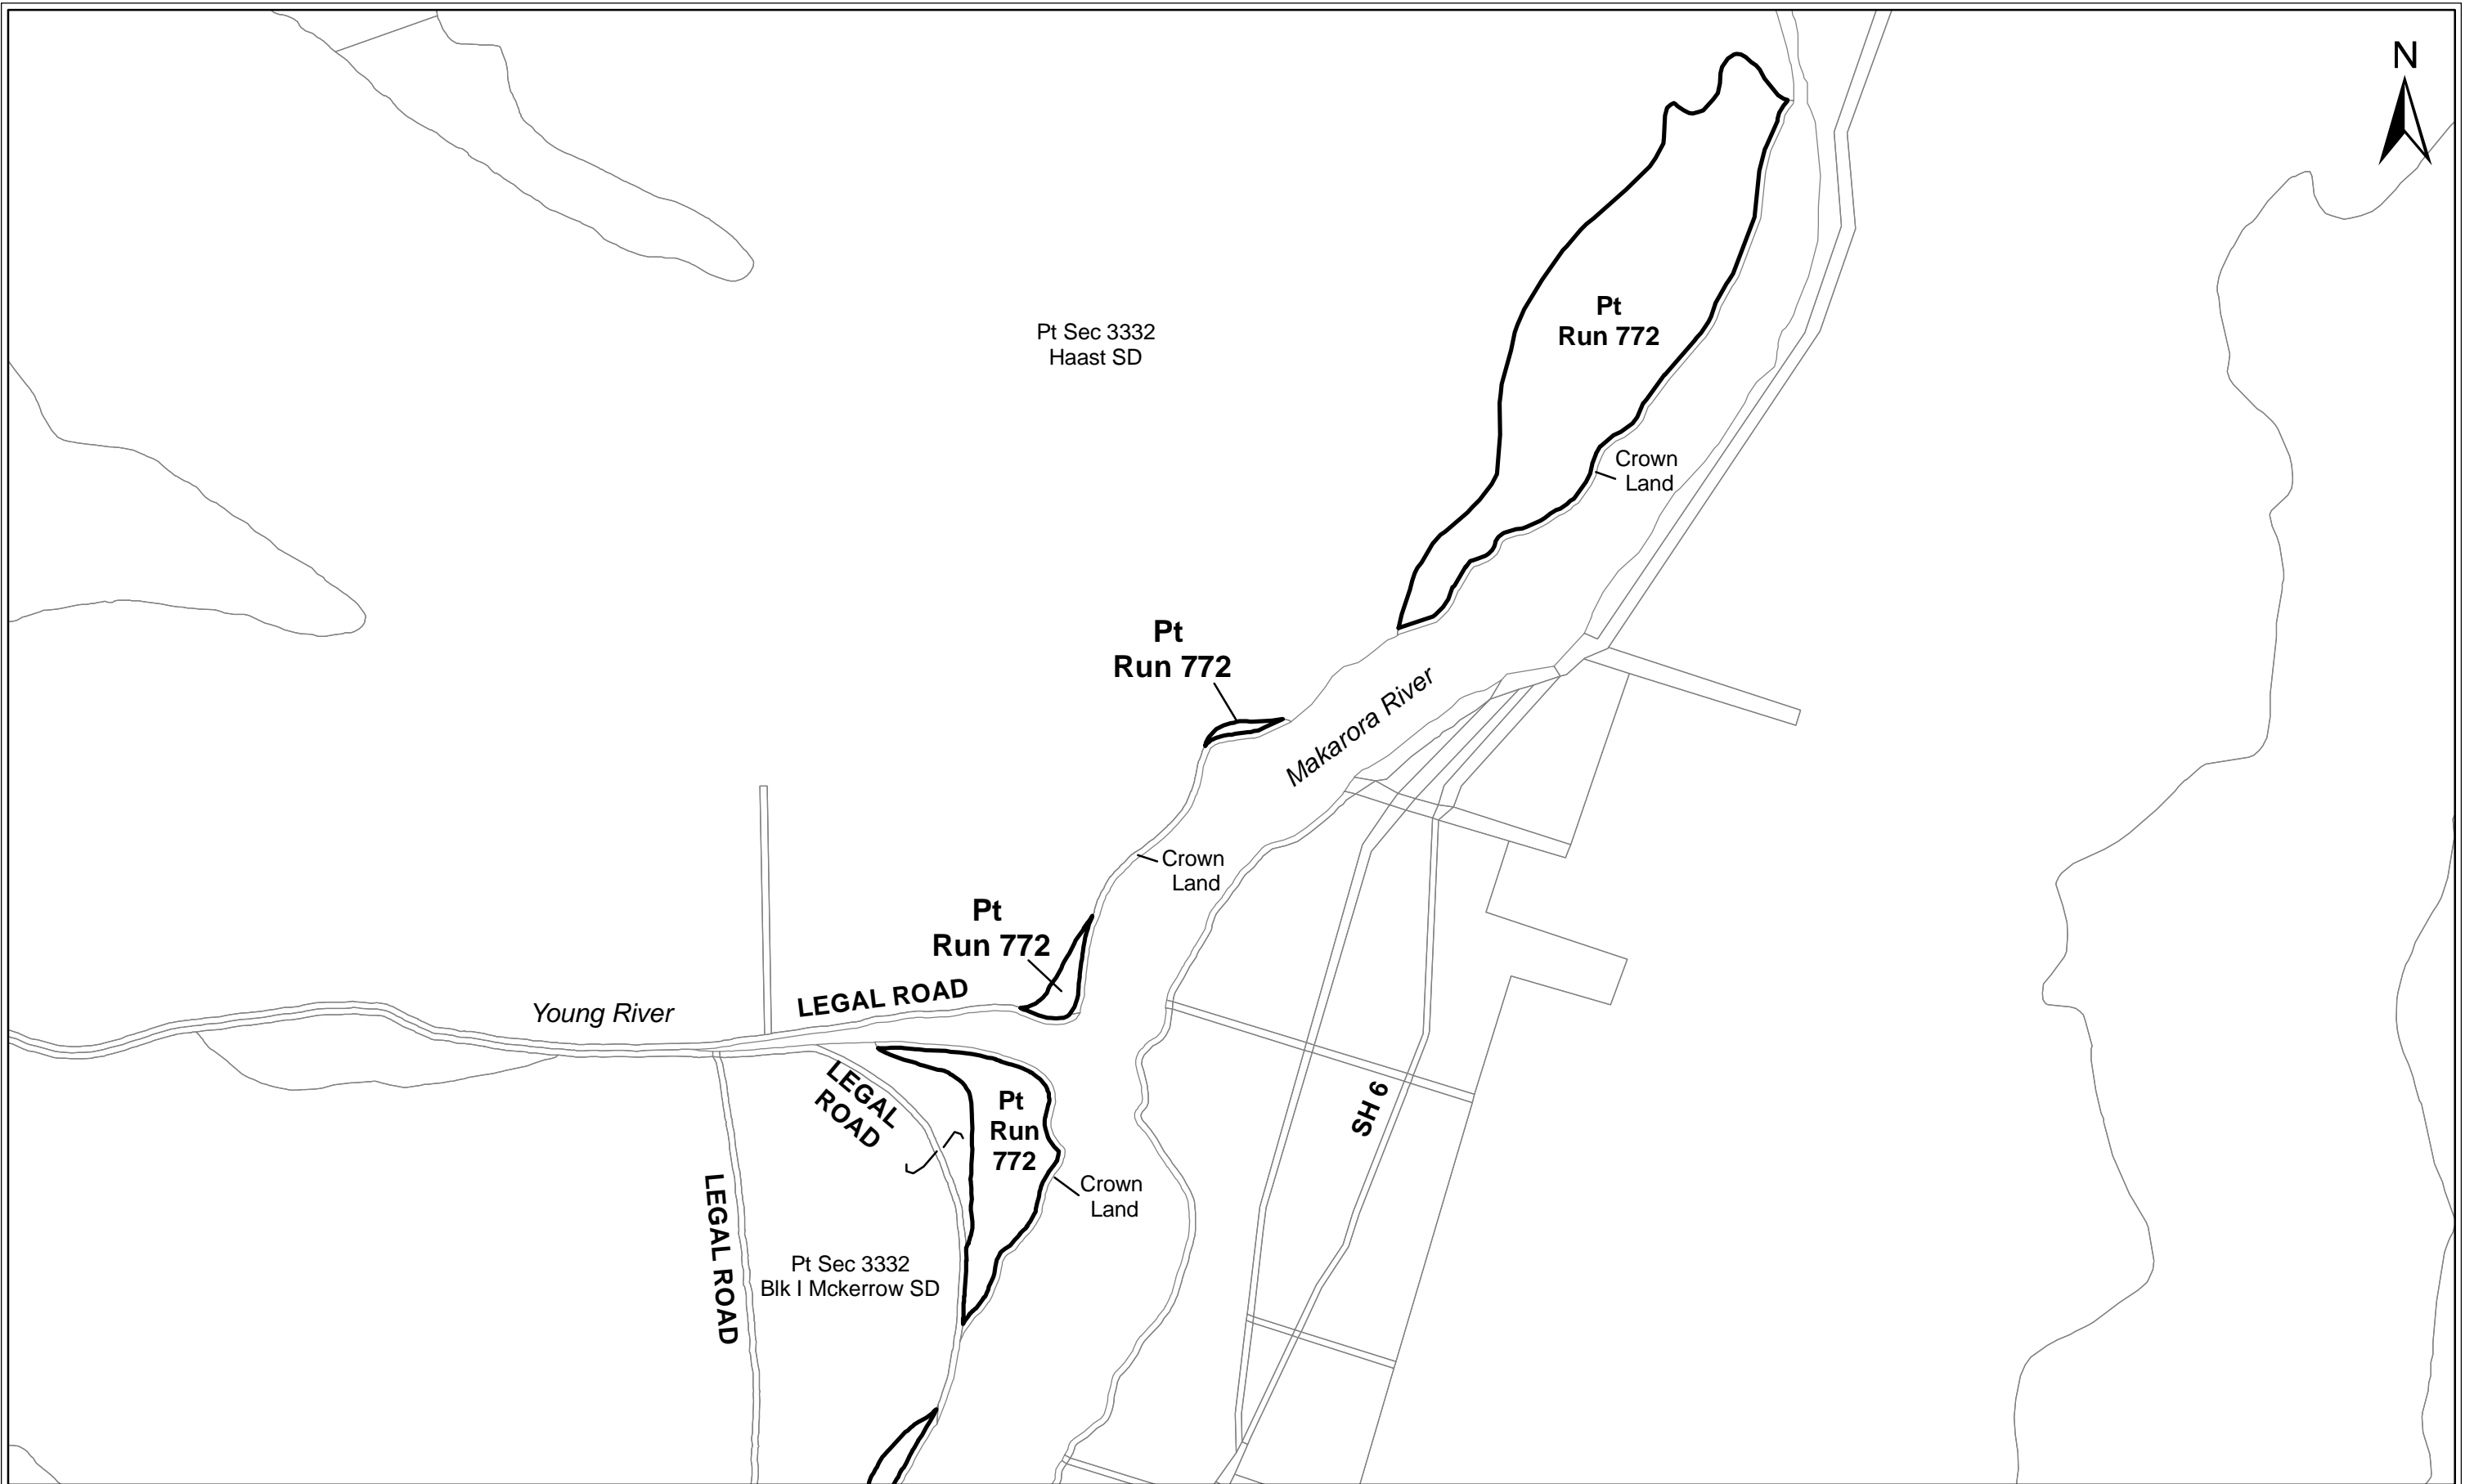 N
Pt
Run 772
Pt Sec 3332
Haast SD
Crown
Land
Pt
Run 772
Makarora River
Crown
Land
Pt
Run 772
LEGAL ROAD
Young River
LEGAL
ROAD
Pt
Run
772
SH 6
Crown
Land
LEGAL ROAD
Pt Sec 3332
Blk I Mckerrow SD